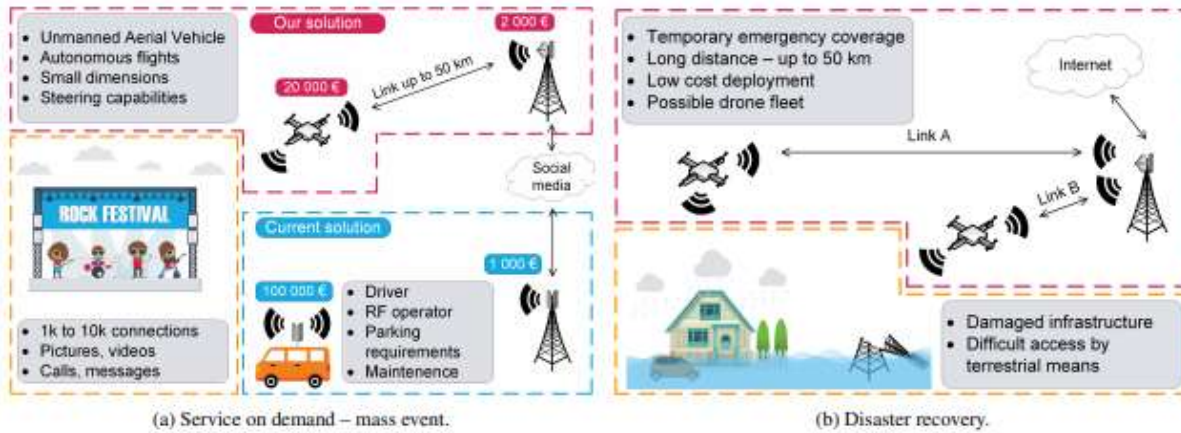 Our solution
2 000 €
• Unmanned Aerial Vehicle
• Autonomous flights
• Small dimensions
• Steering capabilities
20 000 €
Link up to 50 km
Social
media
ROCK FESTIVAL
• 1k to 10k connections
• Pictures, videos
• Calls, messages
Current solution
1 000 €
100 000 €
• Driver
• RF operator
• Parking
requirements
• Maintenence
(a) Service on demand – mass event.
• Temporary emergency coverage
• Long distance – up to 50 km
• Low cost deployment
• Possible drone fleet
Internet
Link A
Link B
• Damaged infrastructure
• Difficult access by
terrestrial means
(b) Disaster recovery.